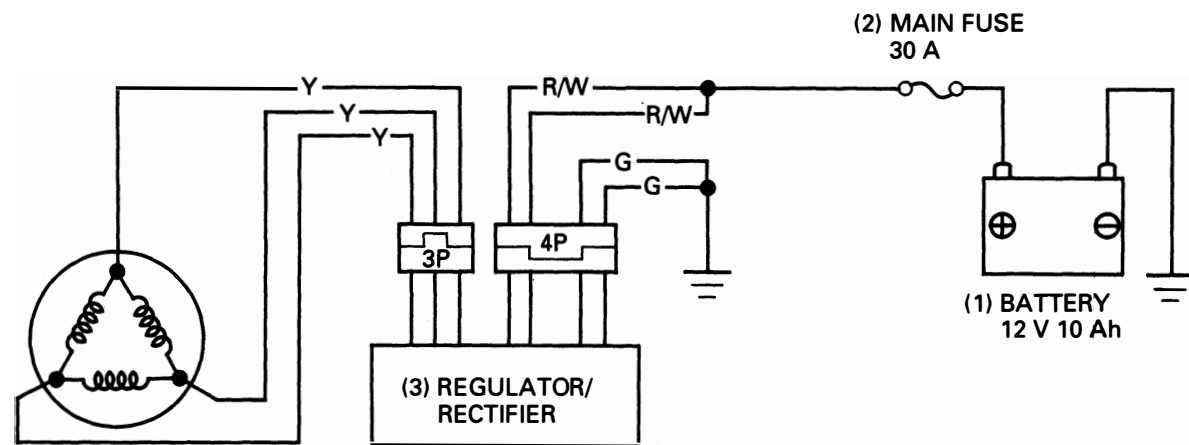 (2) MAIN FUSE
30 A
Y
R/W
Y
R/W
Y
G
G
3P
4P
(1) BATTERY
12 V 10 Ah
(3) REGULATOR/
RECTIFIER